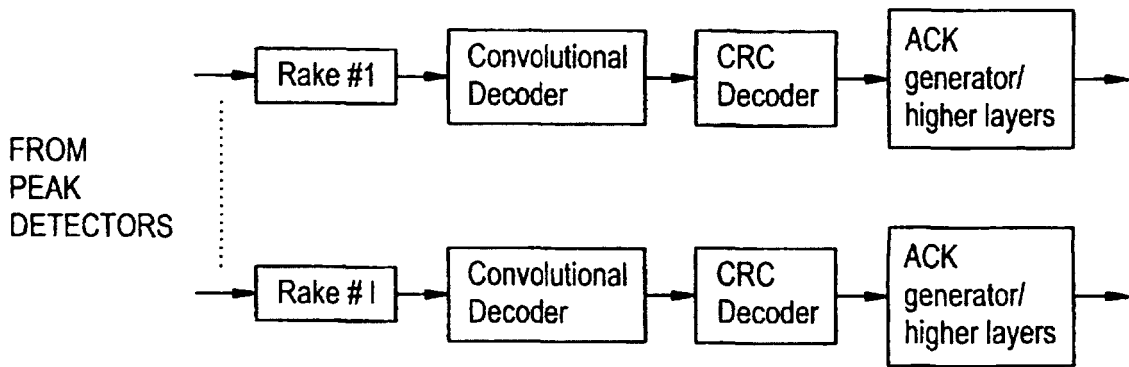 FROM
PEAK
DETECTORS
Rake #1
Convolutional
Decoder
CRC
Decoder
ACK
generator/
higher layers
Rake # I
Convolutional
Decoder
CRC
Decoder
ACK
generator/
higher layers